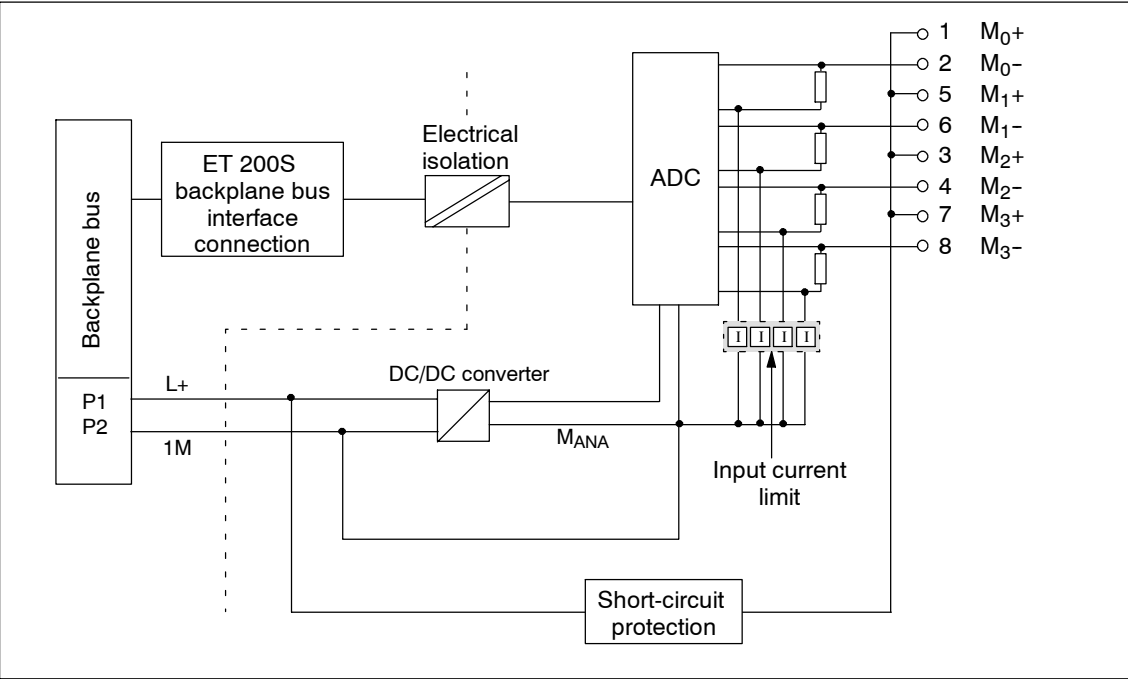 Backplane bus
P1
P2
ET 200S
backplane bus
interface
connection
Electrical
isolation
ADC
1 M0+
2 M0−
5 M1+
6 M1−
3 M2+
4 M2−
7 M3+
8 M3−
I I I I
L+
1M
DC/DC converter
MANA
Input current
limit
Short-circuit
protection